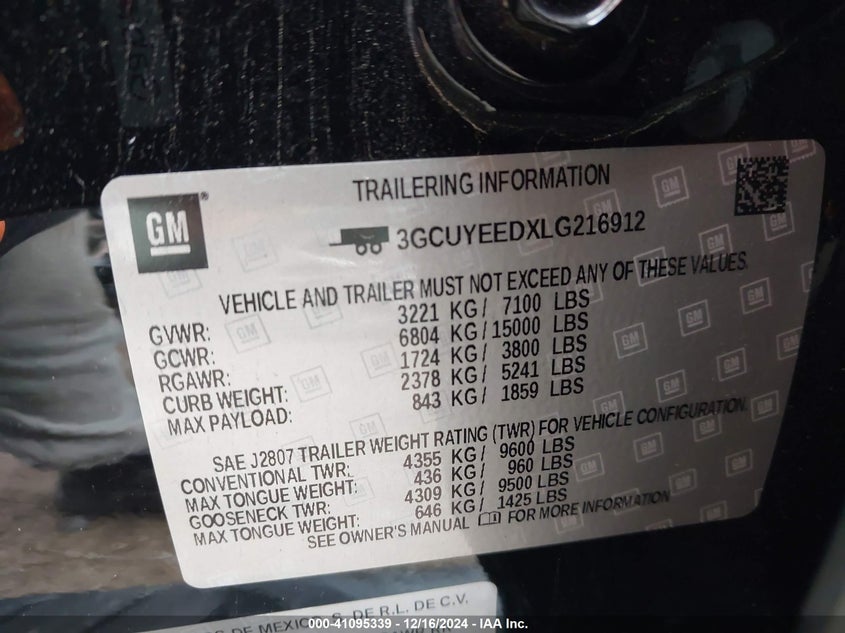 GM ®
TRAILERING INFORMATION
3GCUYEEDXLG216912
VEHICLE AND TRAILER MUST NOT EXCEED ANY OF THESE VALUES.
GVWR: 3221 KG/ 7100 LBS
GCWR: 6804 KG/ 15000 LBS
RGAWR: 1724 KG/ 3800 LBS
CURB WEIGHT: 2378 KG/ 5241 LBS
MAX PAYLOAD: 843 KG/ 1859 LBS
SAE J2807 TRAILER WEIGHT RATING (TWR) FOR VEHICLE CONFIGURATION.
CONVENTIONAL TWR: 4355 KG/ 9600 LBS
MAX TONGUE WEIGHT: 436 KG/ 960 LBS
GOOSENECK TWR: 4309 KG/ 9500 LBS
MAX TONGUE WEIGHT: 646 KG/ 1425 LBS
SEE OWNER'S MANUAL FOR MORE INFORMATION
DE MEXICO S. DE R.L. DE C.V.
000-41095339 - 12/16/2024 - IAA Inc.